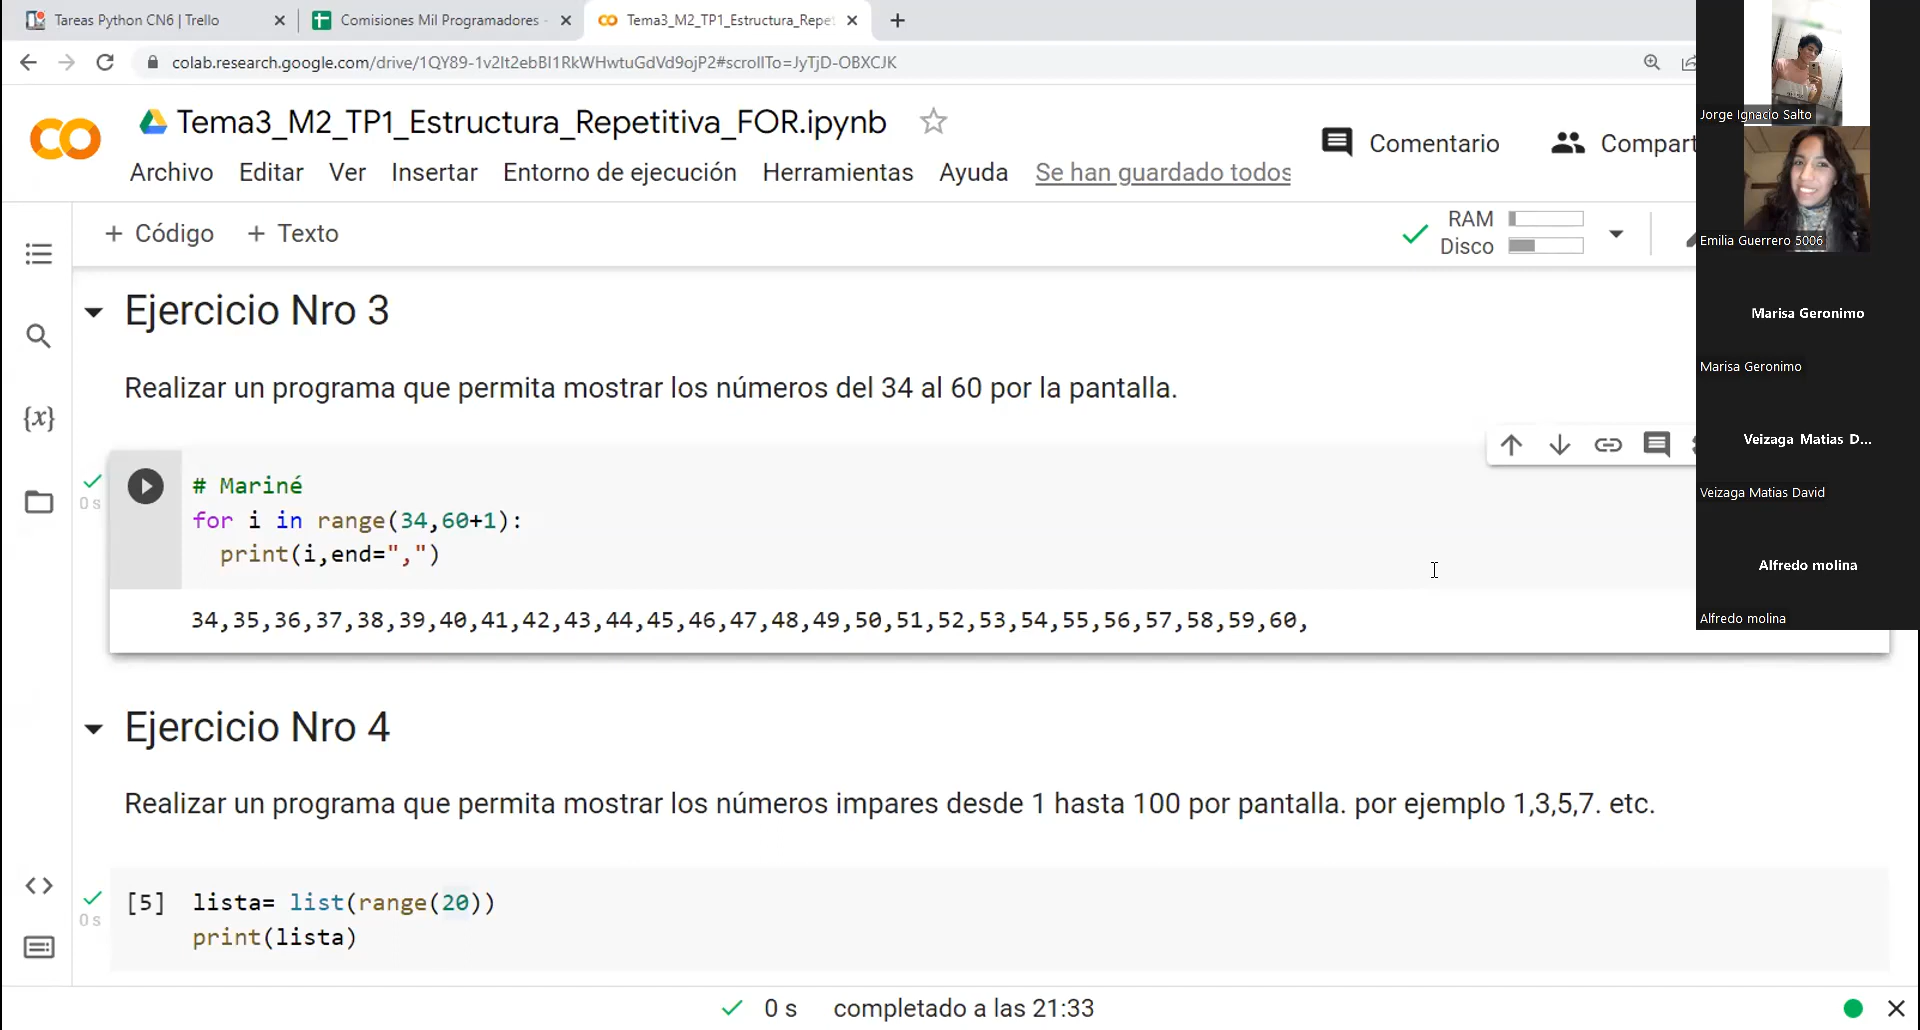 Tareas Python CN6 | Trello
Comisiones Mil Programadores -
Tema3_M2_TP1_Estructura_Repet
colab.research.google.com/drive/1QY89-1v2It2ebBI1RkWHwtuGdVd9ojP2#scrollTo=JyTjD-OBXCJK
Tema3_M2_TP1_Estructura_Repetitiva_FOR.ipynb
Comentario
Compart
Archivo Editar Ver Insertar Entorno de ejecución Herramientas Ayuda Se han guardado todos
+ Código + Texto
RAM
Disco
Jorge Ignacio Salto
Emilia Guerrero 5006
Marisa Geronimo
Marisa Geronimo
Veizaga Matias D...
Veizaga Matias David
Alfredo molina
Alfredo molina
Ejercicio Nro 3
Realizar un programa que permita mostrar los números del 34 al 60 por la pantalla.
0 s
# Mariné
for i in range(34,60+1):
print(i,end=",")
34,35,36,37,38,39,40,41,42,43,44,45,46,47,48,49,50,51,52,53,54,55,56,57,58,59,60,
Ejercicio Nro 4
Realizar un programa que permita mostrar los números impares desde 1 hasta 100 por pantalla. por ejemplo 1,3,5,7. etc.
0 s
[5] lista= list(range(20))
print(lista)
0 s completado a las 21:33